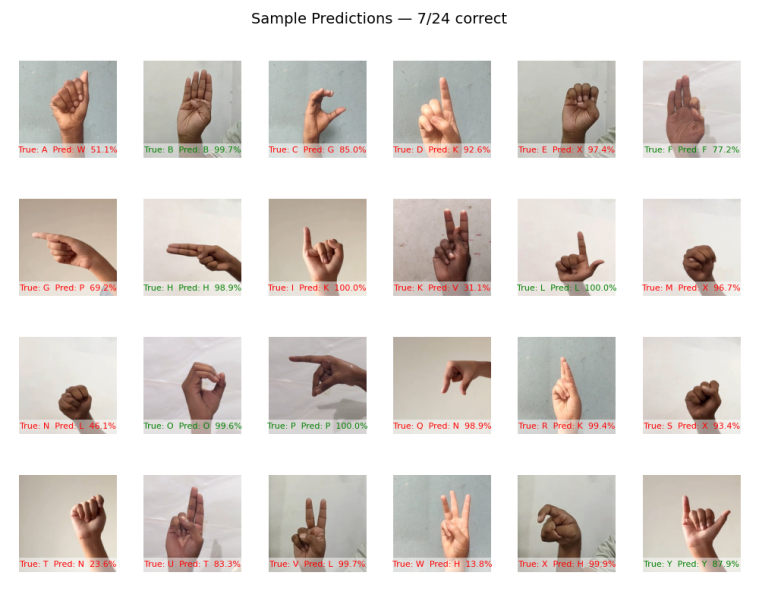 Sample Predictions — 7/24 correct
True: A Pred: W 51.1%
True: B Pred: B 99.7%
True: C Pred: G 85.0%
True: D Pred: K 92.6%
True: E Pred: X 97.4%
True: F Pred: F 77.2%
True: G Pred: P 69.2%
True: H Pred: H 98.9%
True: I Pred: K 100.0%
True: K Pred: V 31.1%
True: L Pred: L 100.0%
True: M Pred: X 96.7%
True: N Pred: L 46.1%
True: O Pred: O 99.6%
True: P Pred: P 100.0%
True: Q Pred: N 98.9%
True: R Pred: K 99.4%
True: S Pred: X 93.4%
True: T Pred: N 23.6%
True: U Pred: T 83.3%
True: V Pred: L 99.7%
True: W Pred: H 13.8%
True: X Pred: H 99.9%
True: Y Pred: Y 87.9%